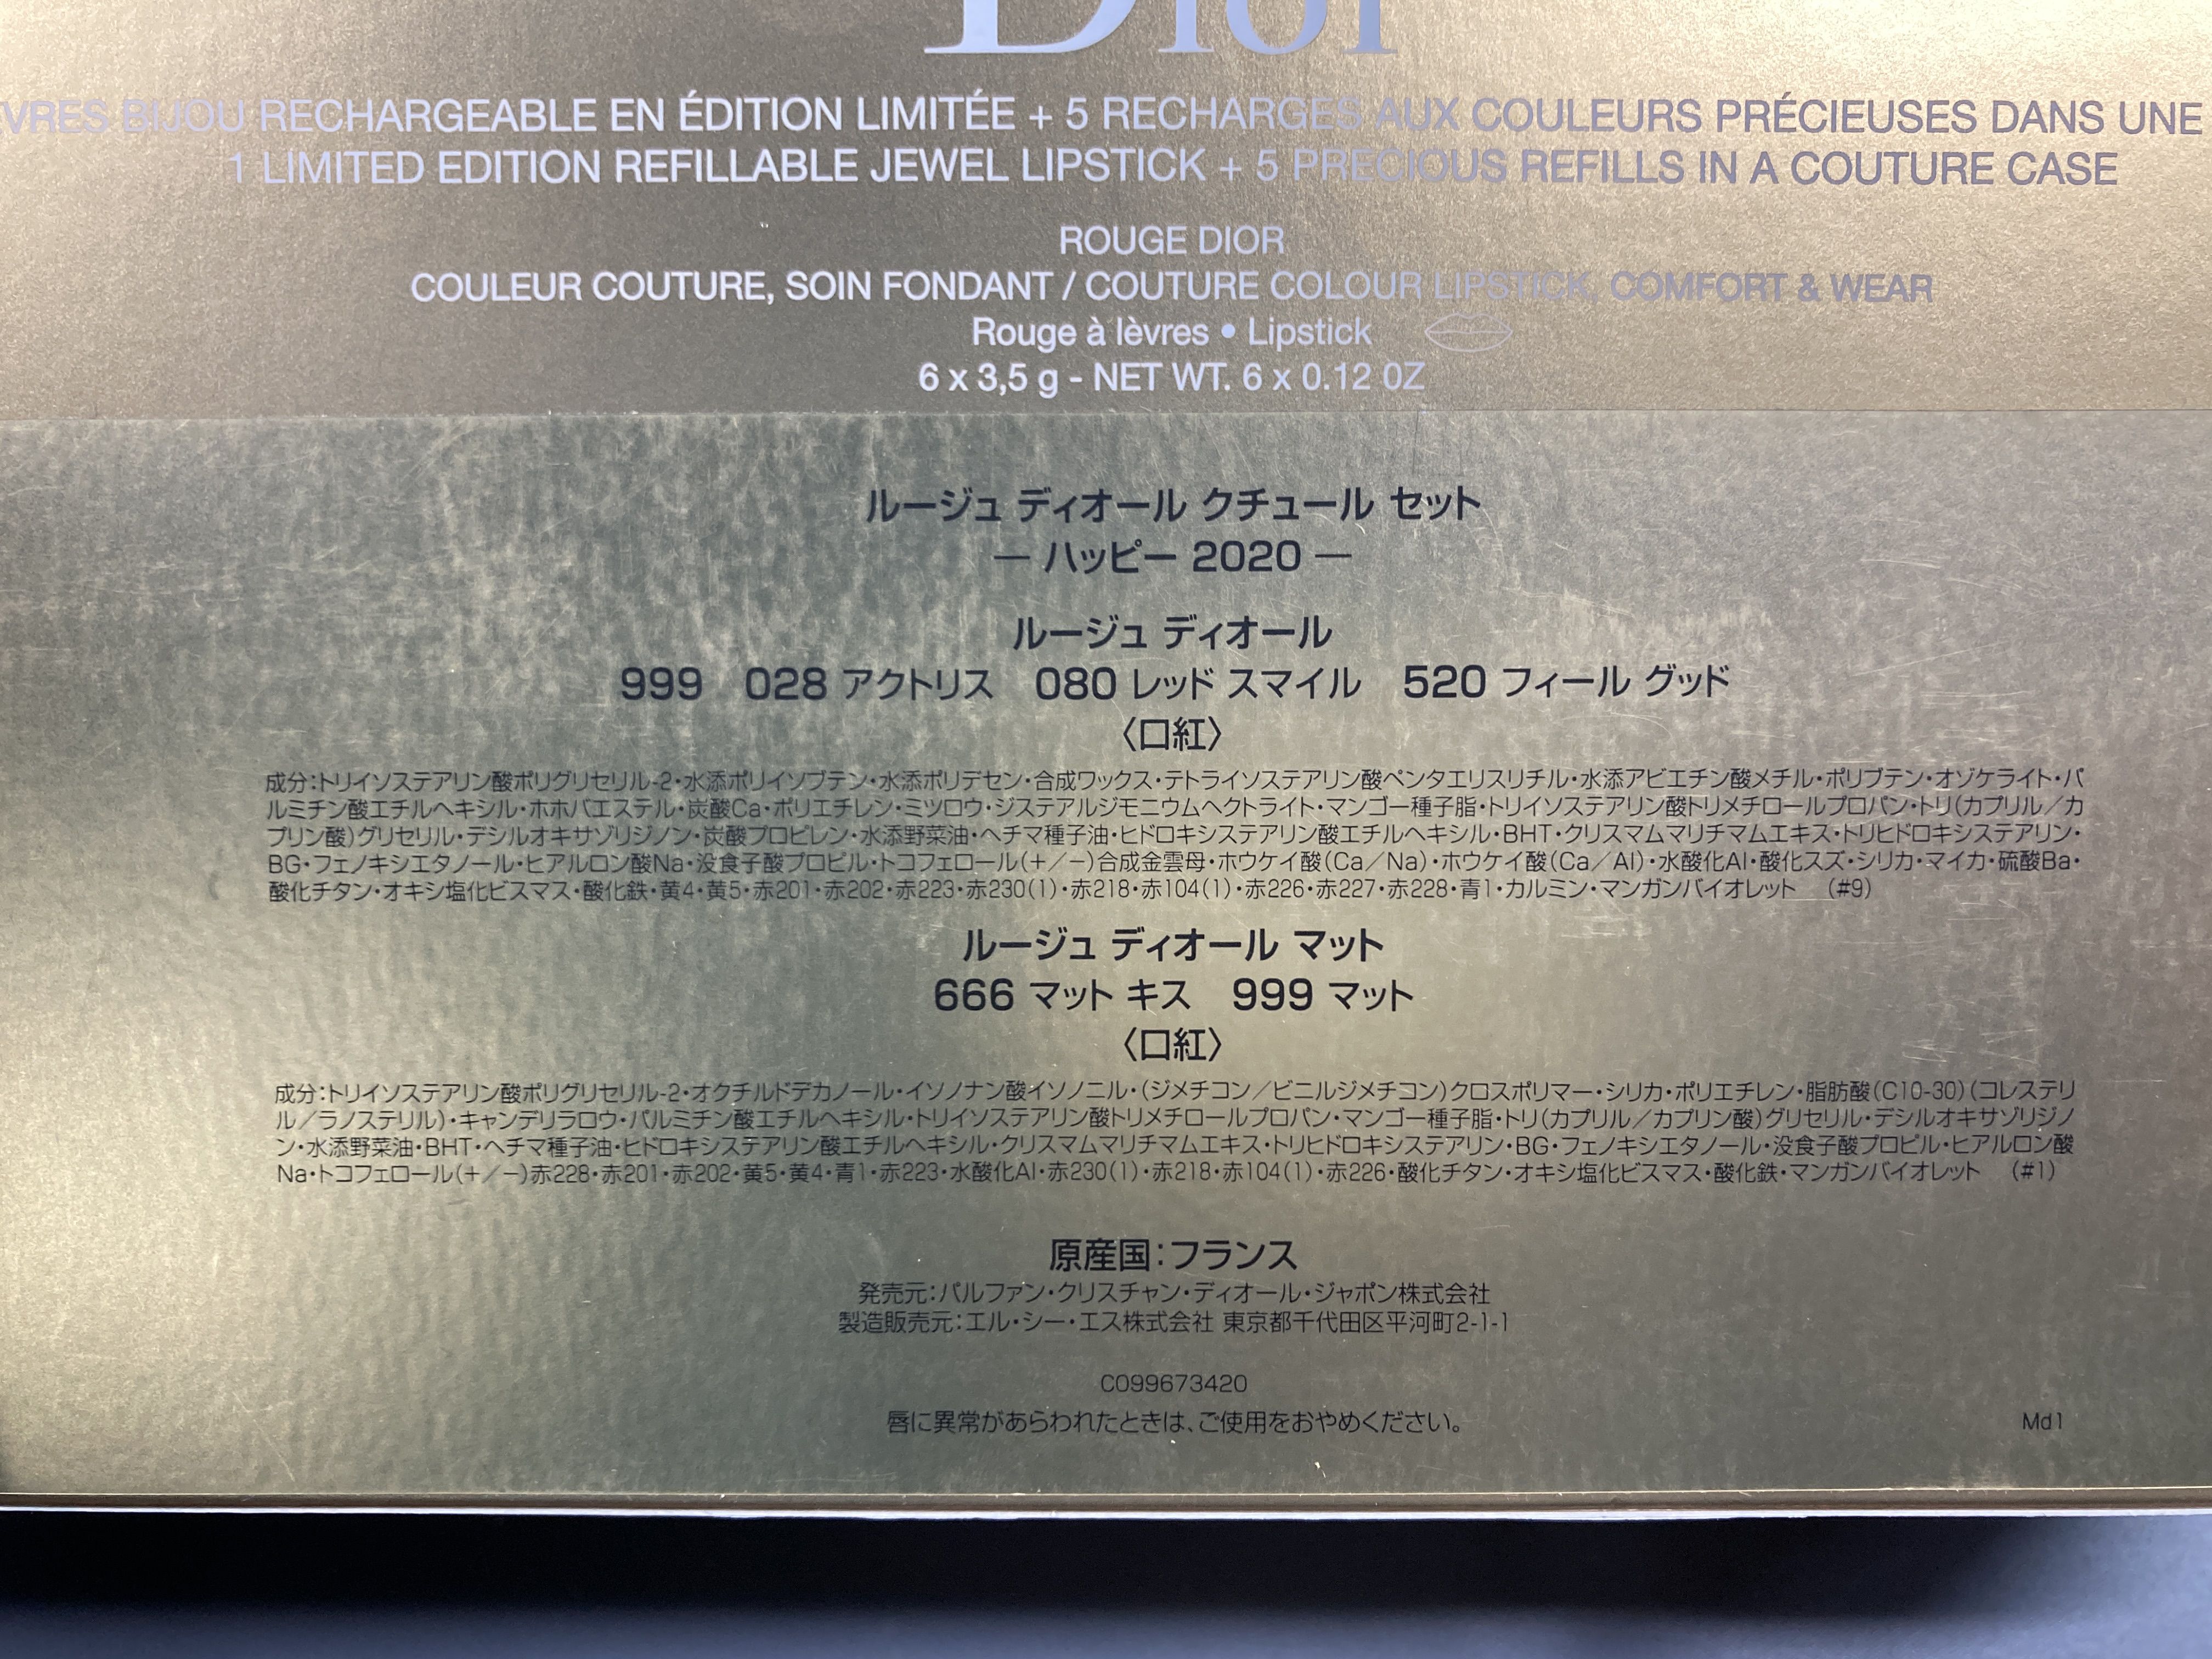 Dior
VRES BIJOU RECHARGEABLE EN ÉDITION LIMITÉE + 5 RECHARGES AUX COULEURS PRÉCIEUSES DANS UNE
1 LIMITED EDITION REFILLABLE JEWEL LIPSTICK + 5 PRECIOUS REFILLS IN A COUTURE CASE
ROUGE DIOR
COULEUR COUTURE, SOIN FONDANT / COUTURE COLOUR LIPSTICK, COMFORT & WEAR
Rouge à lèvres • Lipstick
6 x 3,5 g - NET WT. 6 x 0.12 OZ
ルージュ ディオール クチュール セット
— ハッピー 2020 —
ルージュ ディオール
999　028 アクトリス　080 レッド スマイル　520 フィール グッド
〈口紅〉
成分：トリイソステアリン酸ポリグリセリル-2・水添ポリイソブテン・水添ポリデセン・合成ワックス・テトライソステアリン酸ペンタエリスリチル・水添アビエチン酸メチル・ポリブテン・オゾケライト・パ
ルミチン酸エチルヘキシル・ホホバエステル・炭酸Ca・ポリエチレン・ミツロウ・ジステアルジモニウムヘクトライト・マンゴー種子脂・トリイソステアリン酸トリメチロールプロパン・トリ(カプリル／カ
プリン酸)グリセリル・デシルオキサゾリジノン・炭酸プロピレン・水添野菜油・ヘチマ種子油・ヒドロキシステアリン酸エチルヘキシル・BHT・クリスマムマリチマムエキス・トリヒドロキシステアリン・
BG・フェノキシエタノール・ヒアルロン酸Na・没食子酸プロピル・トコフェロール(+／−)合成金雲母・ホウケイ酸(Ca／Na)・ホウケイ酸(Ca／Al)・水酸化Al・酸化スズ・シリカ・マイカ・硫酸Ba・
酸化チタン・オキシ塩化ビスマス・酸化鉄・黄4・黄5・赤201・赤202・赤223・赤230(1)・赤218・赤104(1)・赤226・赤227・赤228・青1・カルミン・マンガンバイオレット　(#9)
ルージュ ディオール マット
666 マット キス　999 マット
〈口紅〉
成分：トリイソステアリン酸ポリグリセリル-2・オクチルドデカノール・イソノナン酸イソノニル・(ジメチコン／ビニルジメチコン)クロスポリマー・シリカ・ポリエチレン・脂肪酸(C10-30)(コレステリ
ル／ラノステリル)・キャンデリラロウ・パルミチン酸エチルヘキシル・トリイソステアリン酸トリメチロールプロパン・マンゴー種子脂・トリ(カプリル／カプリン酸)グリセリル・デシルオキサゾリジノ
ン・水添野菜油・BHT・ヘチマ種子油・ヒドロキシステアリン酸エチルヘキシル・クリスマムマリチマムエキス・トリヒドロキシステアリン・BG・フェノキシエタノール・没食子酸プロピル・ヒアルロン酸
Na・トコフェロール(+／−)赤228・赤201・赤202・黄5・黄4・青1・赤223・水酸化Al・赤230(1)・赤218・赤104(1)・赤226・酸化チタン・オキシ塩化ビスマス・酸化鉄・マンガンバイオレット　(#1)
原産国：フランス
発売元：パルファン・クリスチャン・ディオール・ジャポン株式会社
製造販売元：エル・シー・エス株式会社 東京都千代田区平河町2-1-1
C099673420
唇に異常があらわれたときは、ご使用をおやめください。
Md1